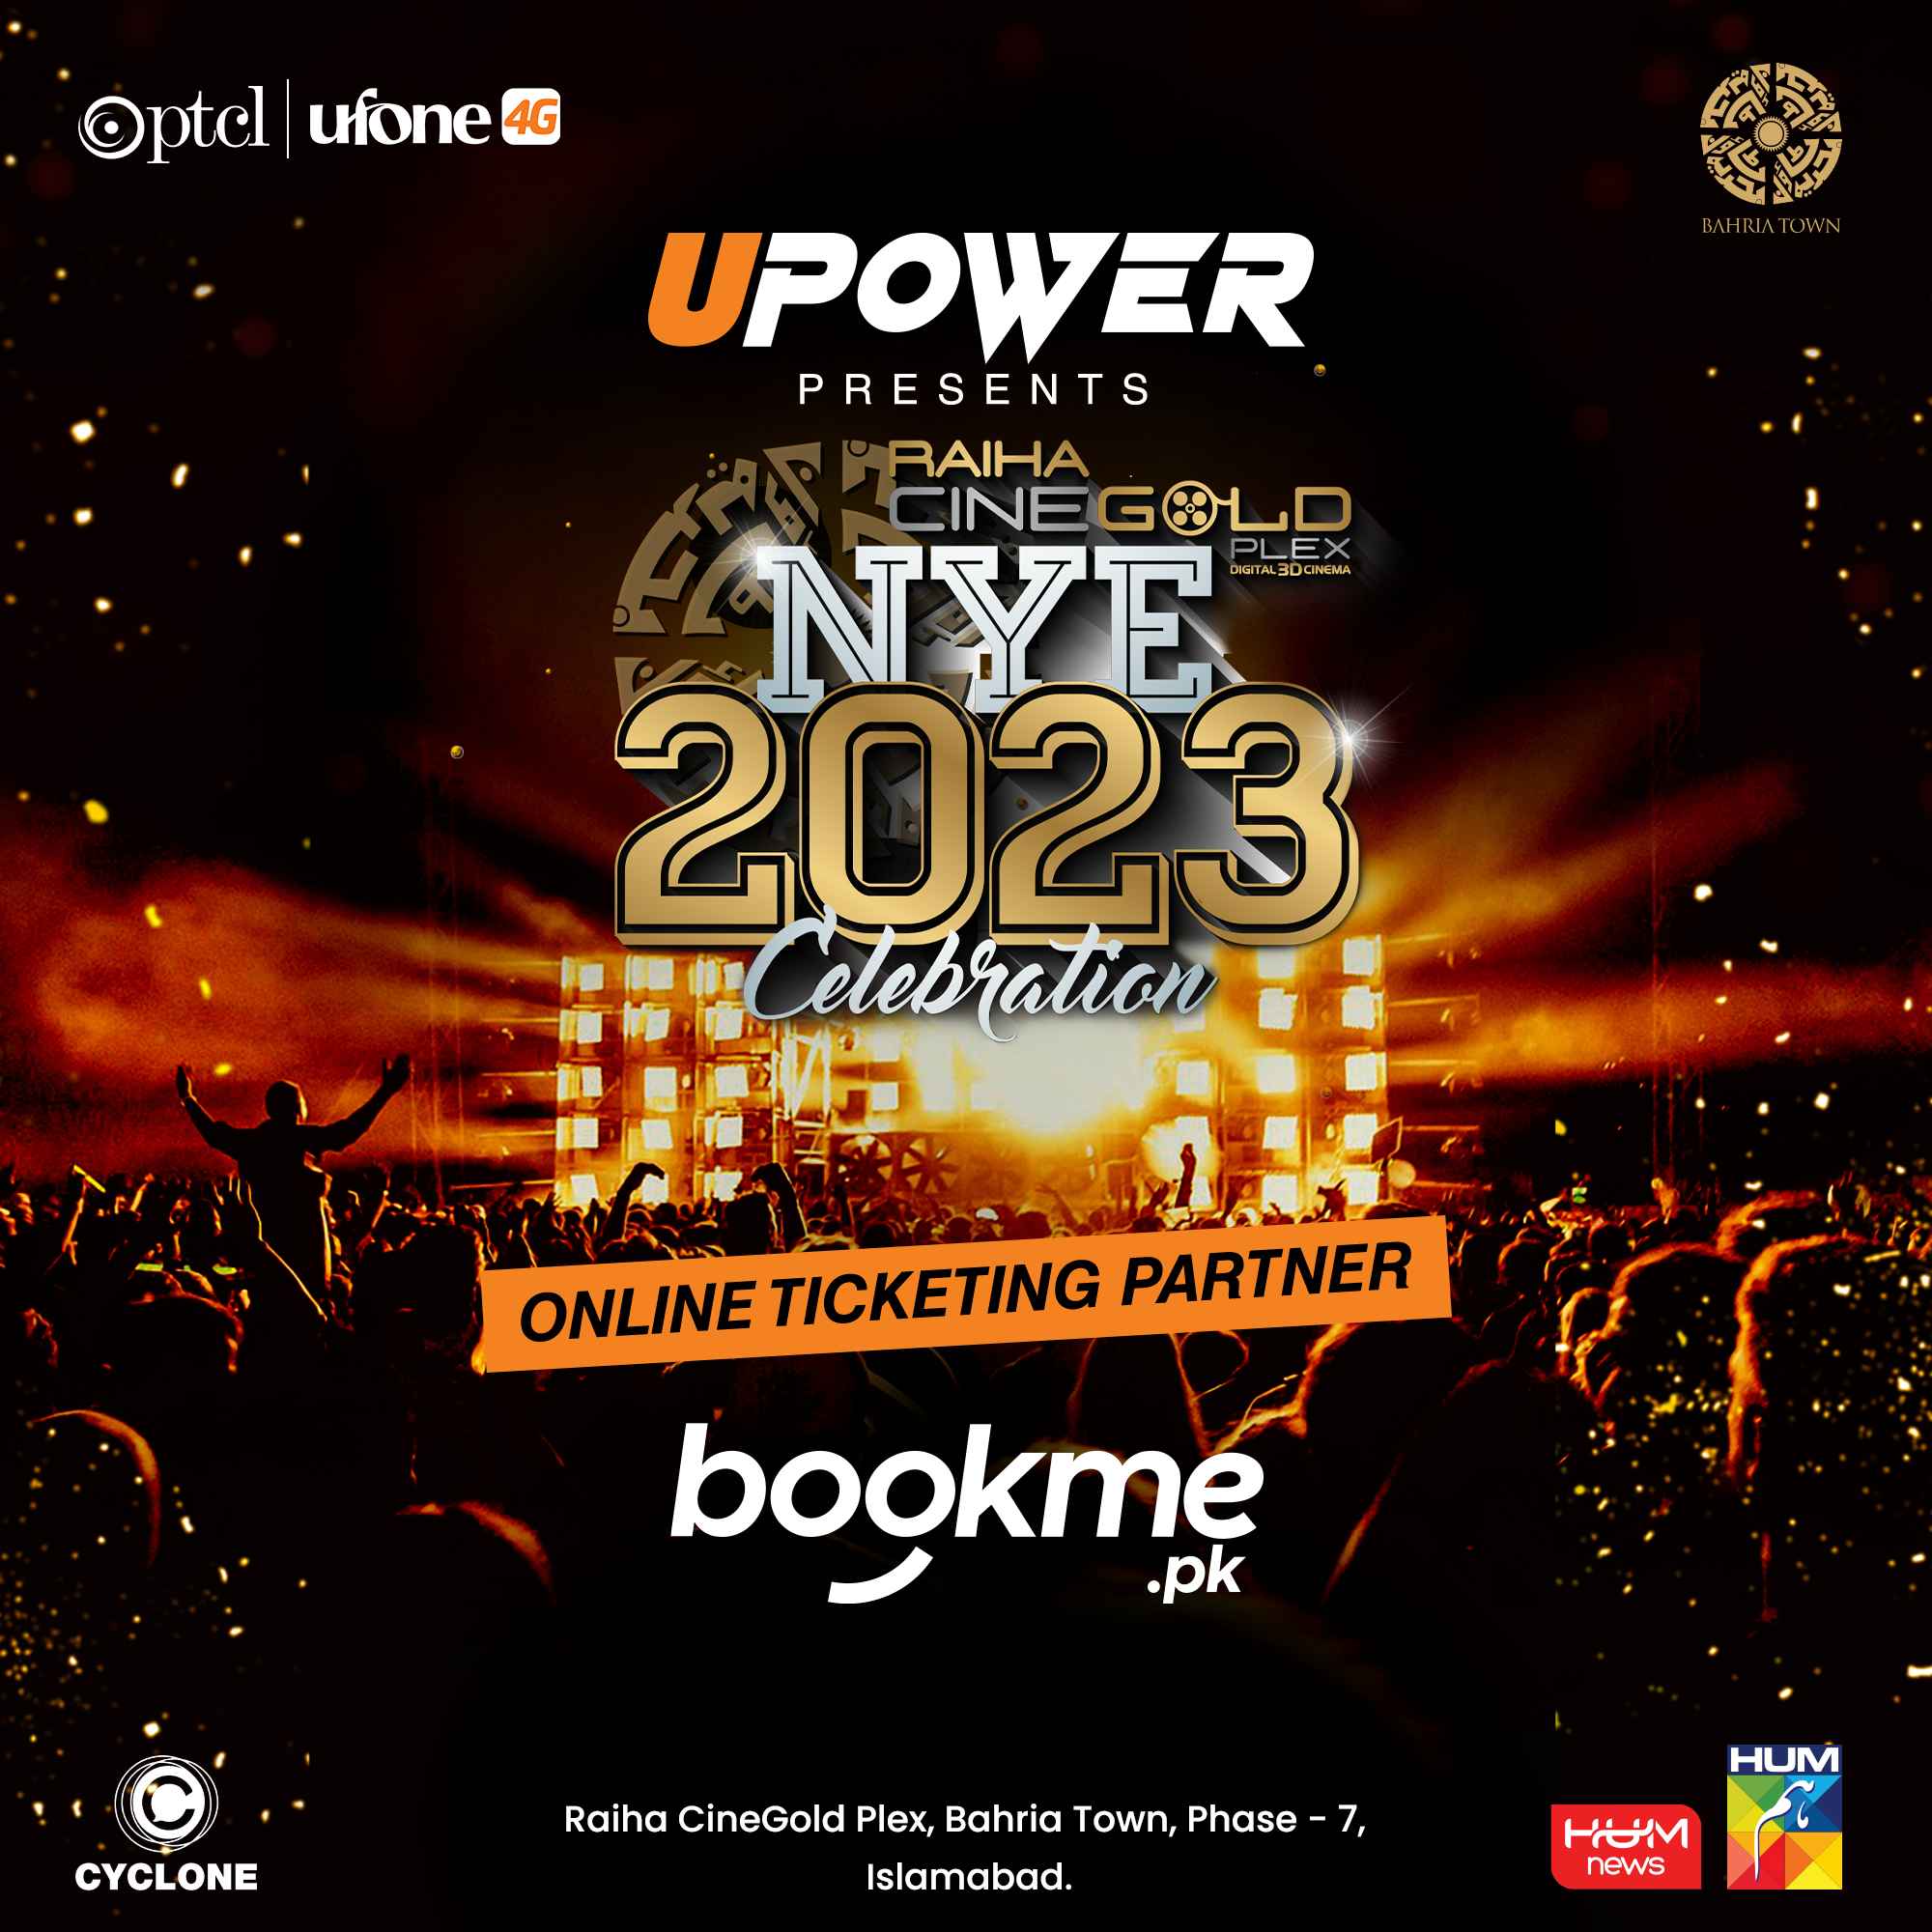 ptcl ufone 4G
BAHRIA TOWN
UPOWER
PRESENTS
RAIHA
CINEGOLD
PLEX
DIGITAL 3D CINEMA
NYE
2023
Celebration
ONLINE TICKETING PARTNER
bookme
.pk
CYCLONE
Raiha CineGold Plex, Bahria Town, Phase - 7,
Islamabad.
HUM
news
HUM
ہم